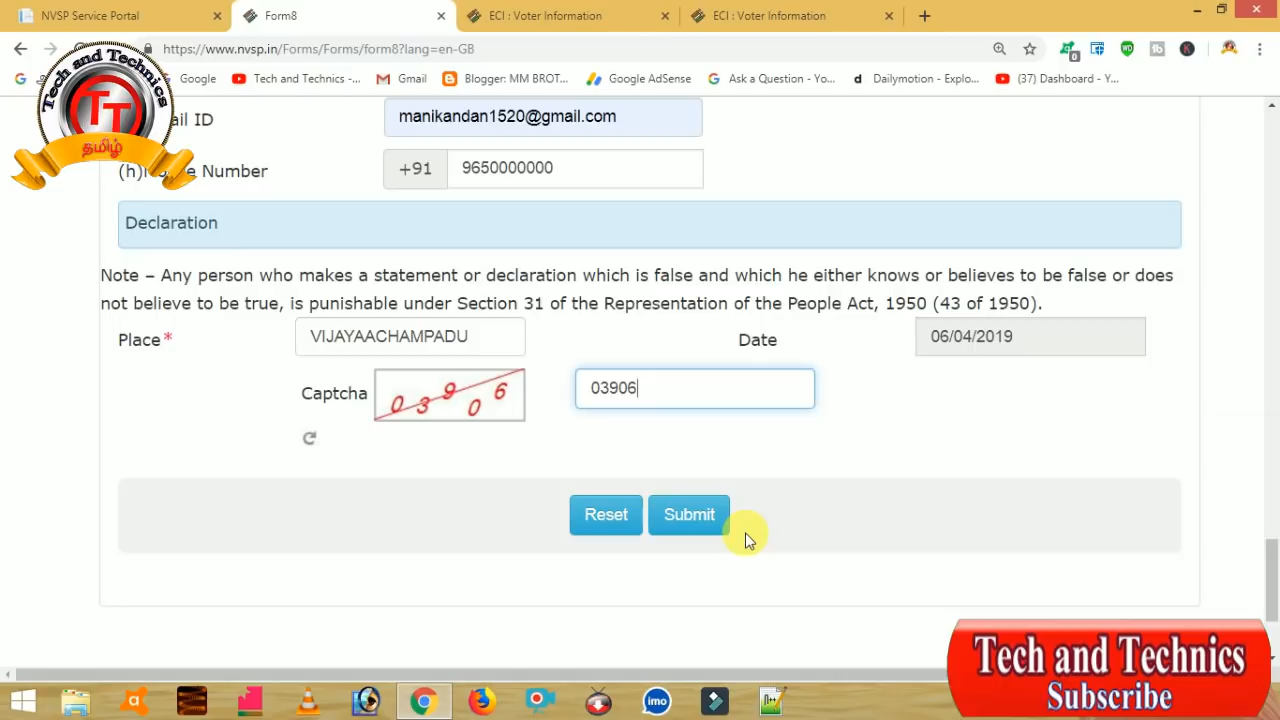 NVSP Service Portal
Form8
ECI : Voter Information
ECI : Voter Information
https://www.nvsp.in/Forms/Forms/form8?lang=en-GB
0
Google
Tech and Technics -...
Gmail
Blogger: MM BROT...
Google AdSense
Ask a Question - Yo...
Dailymotion - Explo...
(37) Dashboard - Y...
Tech and Technics
TT
தமிழ்
ail ID
manikandan1520@gmail.com
Number
+91
9650000000
Declaration
Note – Any person who makes a statement or declaration which is false and which he either knows or believes to be false or does
not believe to be true, is punishable under Section 31 of the Representation of the People Act, 1950 (43 of 1950).
Place*
VIJAYAACHAMPADU
Date
06/04/2019
Captcha
03906
03906
Reset
Submit
Tech and Technics
Subscribe
imo